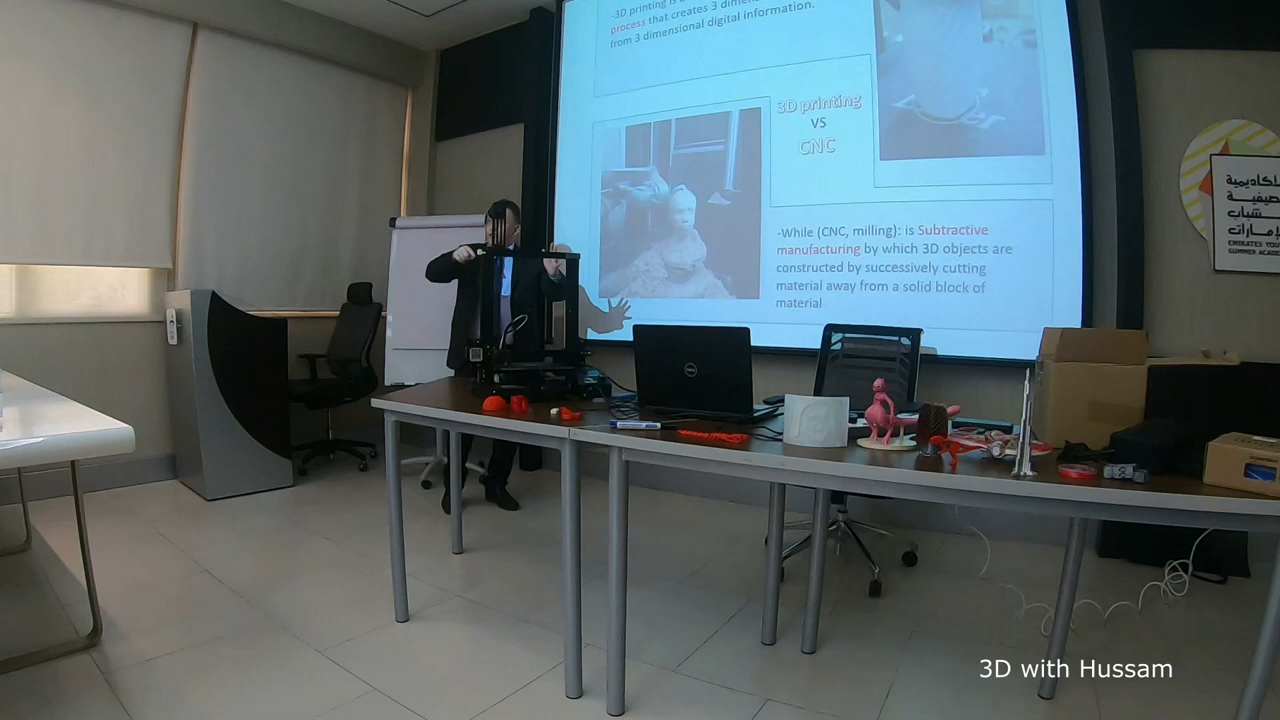 -3D printing is
process that creates 3
from 3 dimensional digital information.
3D printing
VS
CNC
-While (CNC, milling): is Subtractive
manufacturing by which 3D objects are
constructed by successively cutting
material away from a solid block of
material
لشباب
EMIRATES
SUMMER
DELL
3D with Hussam